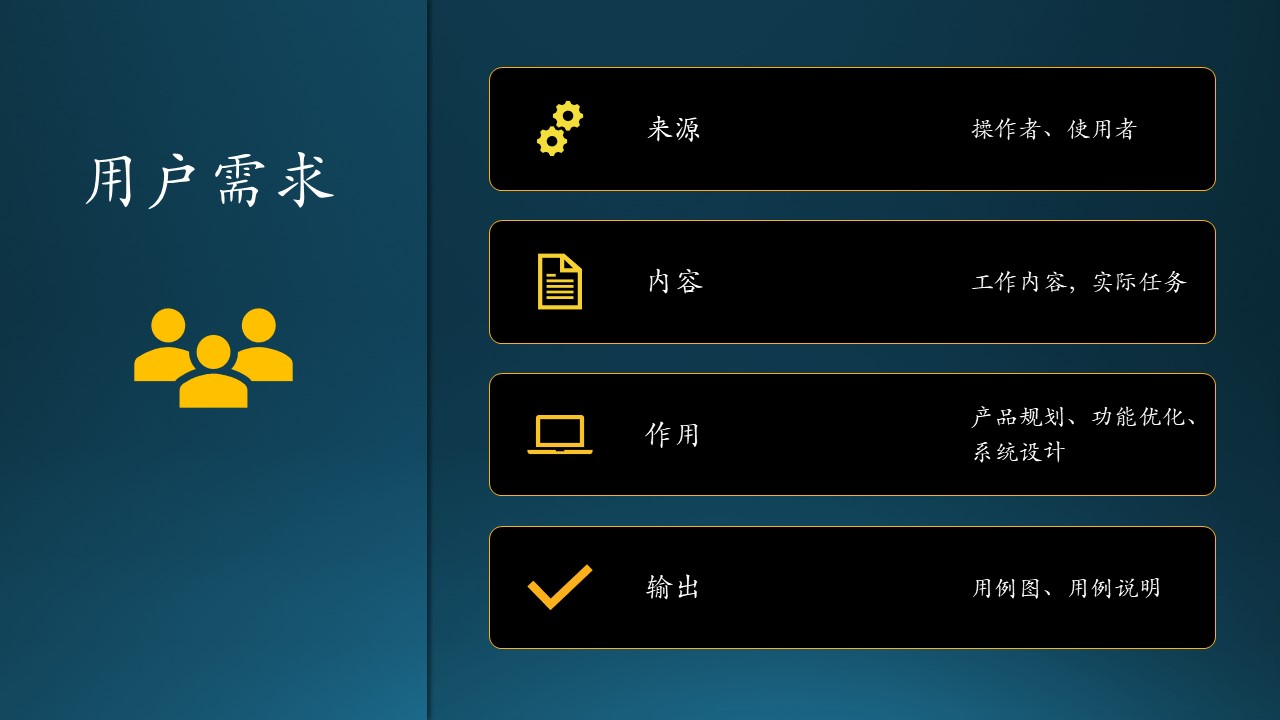 用户需求
来源
操作者、使用者
内容
工作内容，实际任务
作用
产品规划、功能优化、
系统设计
输出
用例图、用例说明